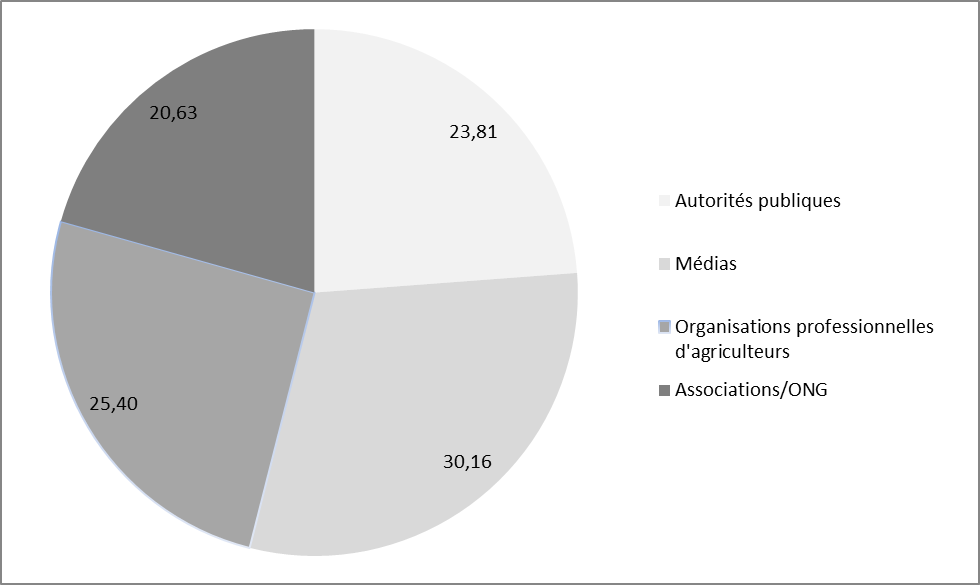 20,63
23,81
25,40
30,16
Autorités publiques
Médias
Organisations professionnelles
d'agriculteurs
Associations/ONG